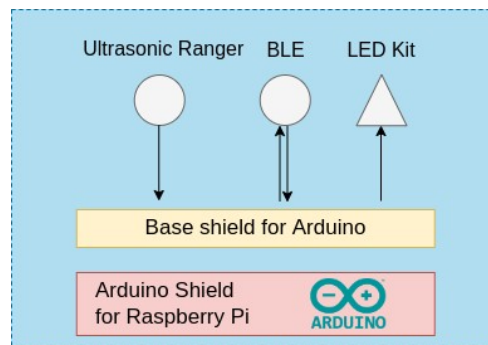 Ultrasonic Ranger BLE LED Kit
Base shield for Arduino
Arduino Shield
for Raspberry Pi
ARDUINO